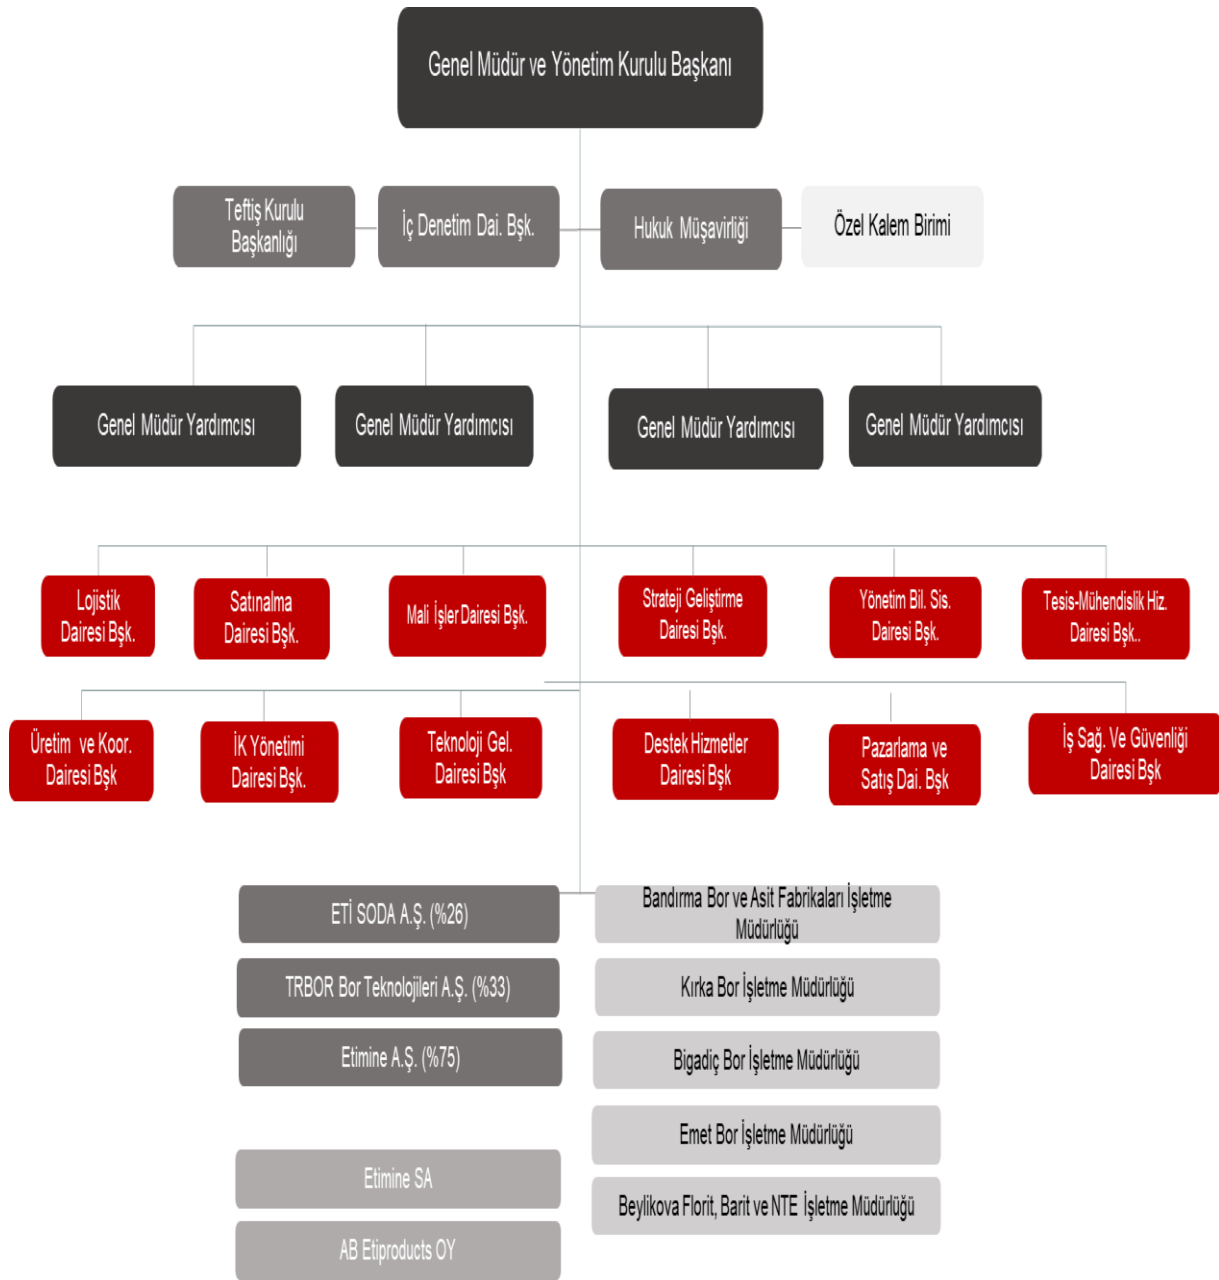 Genel Müdür ve Yönetim Kurulu Başkanı
Teftiş Kurulu
Başkanlığı
İç Denetim Dai. Bşk.
Hukuk Müşavirliği
Özel Kalem Birimi
Genel Müdür Yardımcısı
Genel Müdür Yardımcısı
Genel Müdür Yardımcısı
Genel Müdür Yardımcısı
Lojistik
Dairesi Bşk.
Satınalma
Dairesi Bşk.
Mali İşler Dairesi Bşk.
Strateji Geliştirme
Dairesi Bşk.
Yönetim Bil. Sis.
Dairesi Bşk.
Tesis-Mühendislik Hiz.
Dairesi Bşk..
Üretim ve Koor.
Dairesi Bşk
İK Yönetimi
Dairesi Bşk.
Teknoloji Gel.
Dairesi Bşk
Destek Hizmetler
Dairesi Bşk
Pazarlama ve
Satış Dai. Bşk
İş Sağ. Ve Güvenliği
Dairesi Bşk
ETİ SODA A.Ş. (%26)
TRBOR Bor Teknolojileri A.Ş. (%33)
Etimine A.Ş. (%75)
Etimine SA
AB Etiproducts OY
Bandırma Bor ve Asit Fabrikaları İşletme
Müdürlüğü
Kırka Bor İşletme Müdürlüğü
Bigadiç Bor İşletme Müdürlüğü
Emet Bor İşletme Müdürlüğü
Beylikova Florit, Barit ve NTE İşletme Müdürlüğü